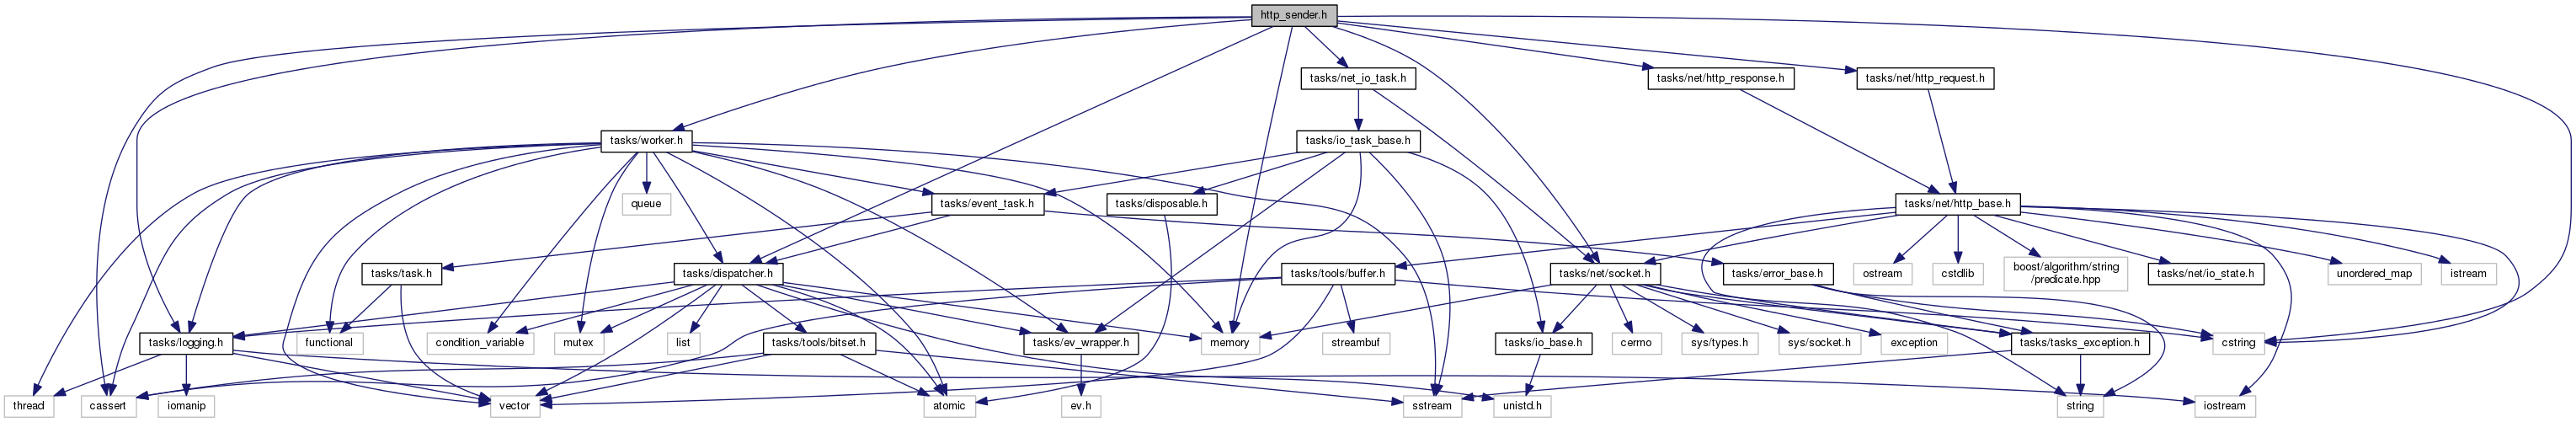 http_sender.h
tasks/net_io_task.h
tasks/net/http_response.h
tasks/net/http_request.h
tasks/worker.h
tasks/io_task_base.h
queue
tasks/event_task.h
tasks/disposable.h
tasks/net/http_base.h
tasks/task.h
tasks/dispatcher.h
tasks/tools/buffer.h
tasks/net/socket.h
tasks/error_base.h
ostream
cstdlib
boost/algorithm/string
/predicate.hpp
tasks/net/io_state.h
unordered_map
istream
tasks/logging.h
functional
condition_variable
mutex
list
tasks/tools/bitset.h
tasks/ev_wrapper.h
memory
streambuf
tasks/io_base.h
cerrno
sys/types.h
sys/socket.h
exception
tasks/tasks_exception.h
cstring
thread
cassert
iomanip
vector
atomic
ev.h
sstream
unistd.h
string
iostream